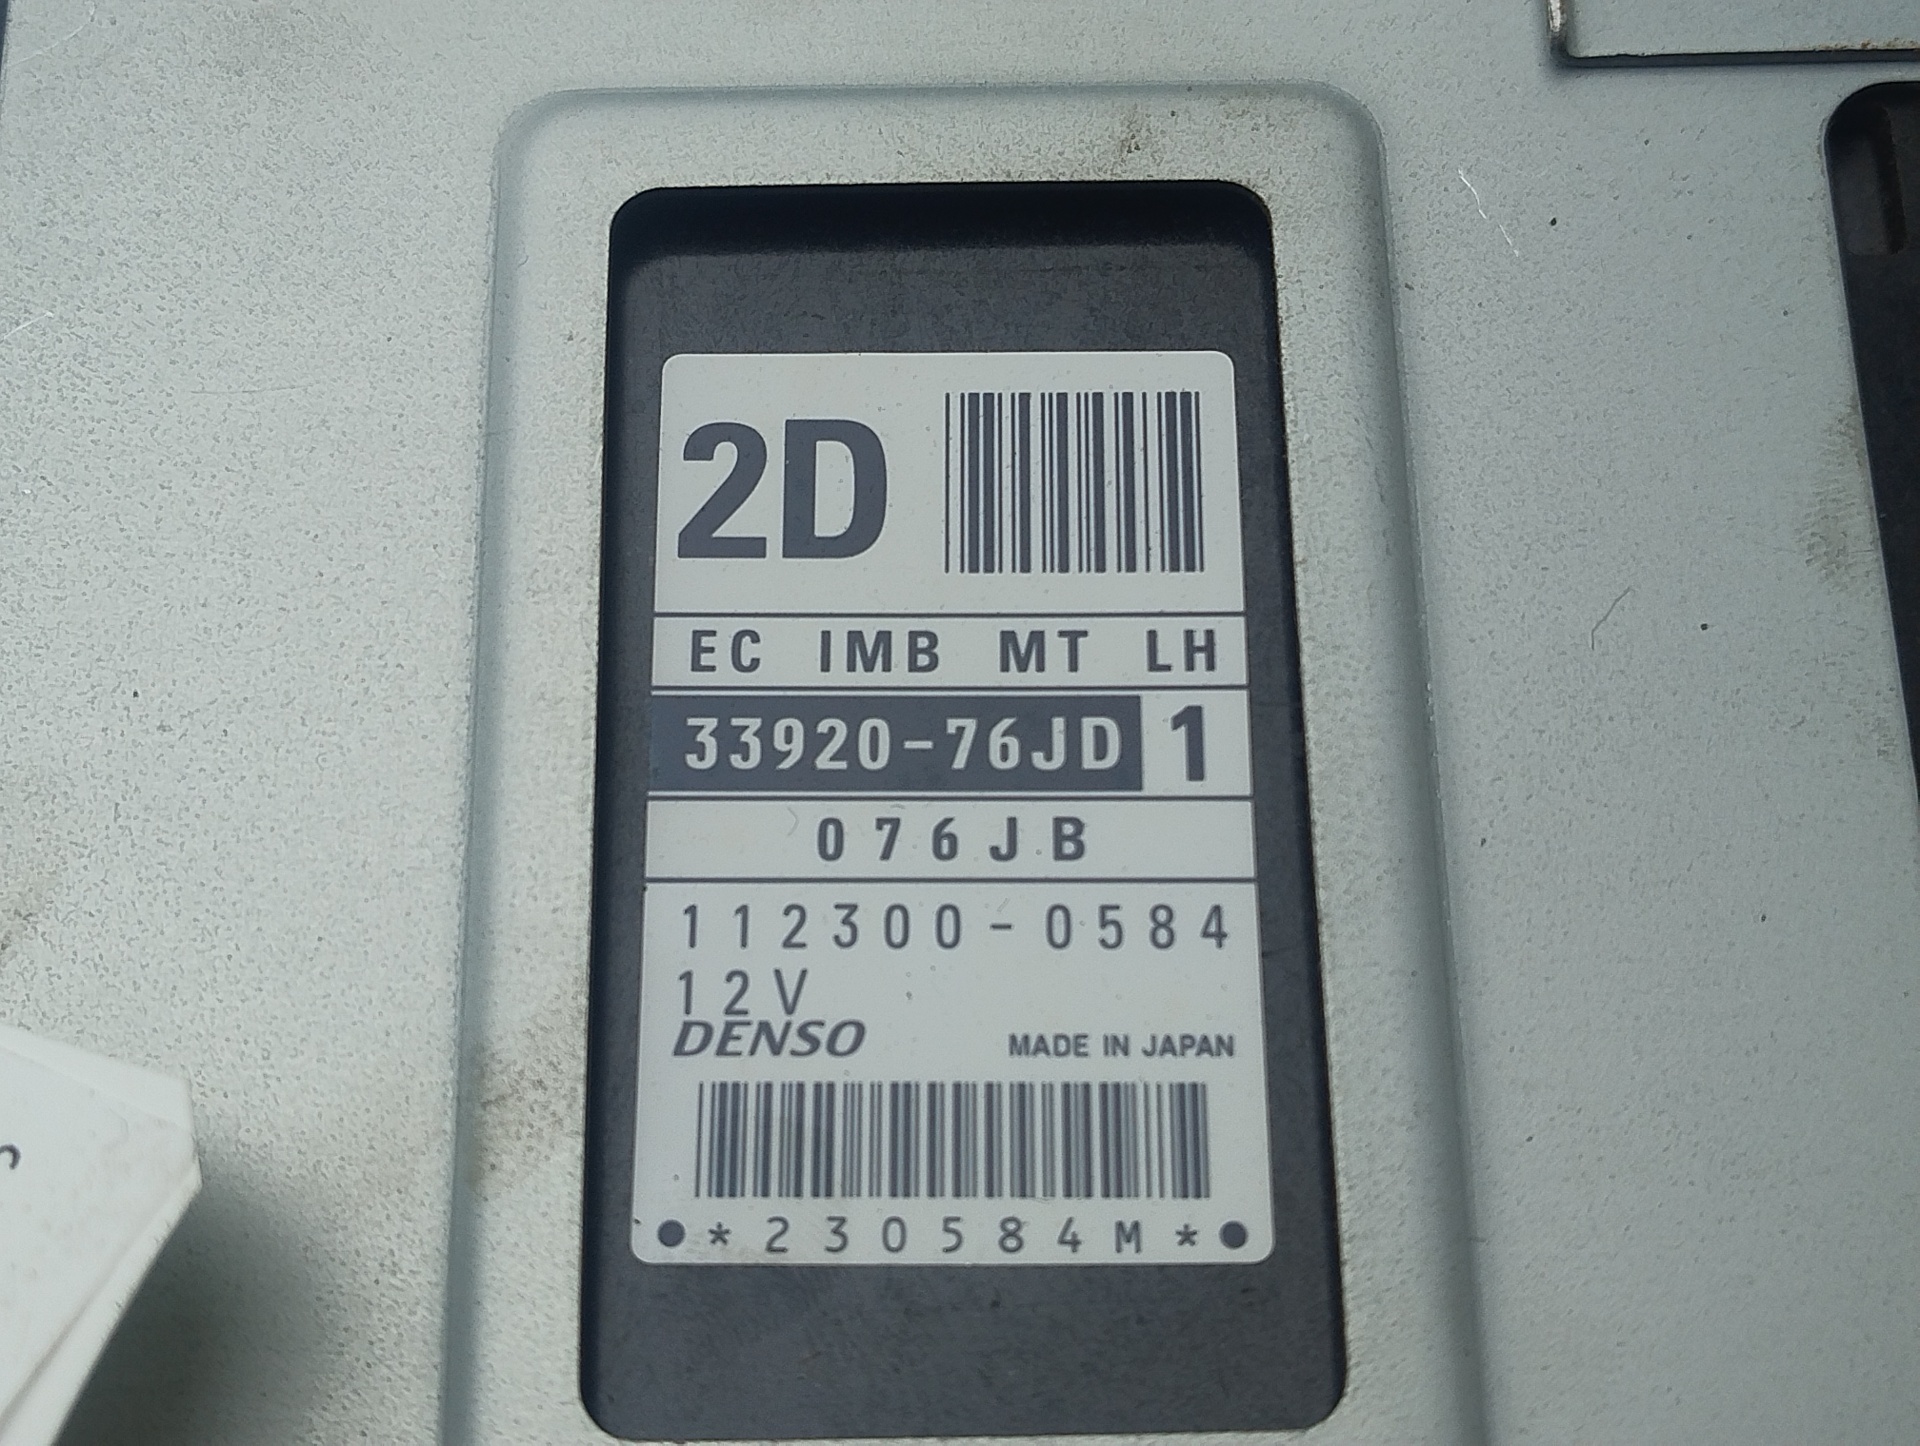 2D
EC IMB MT LH
33920-76JD 1
076JB
112300-0584
12V
DENSO MADE IN JAPAN
*230584M*